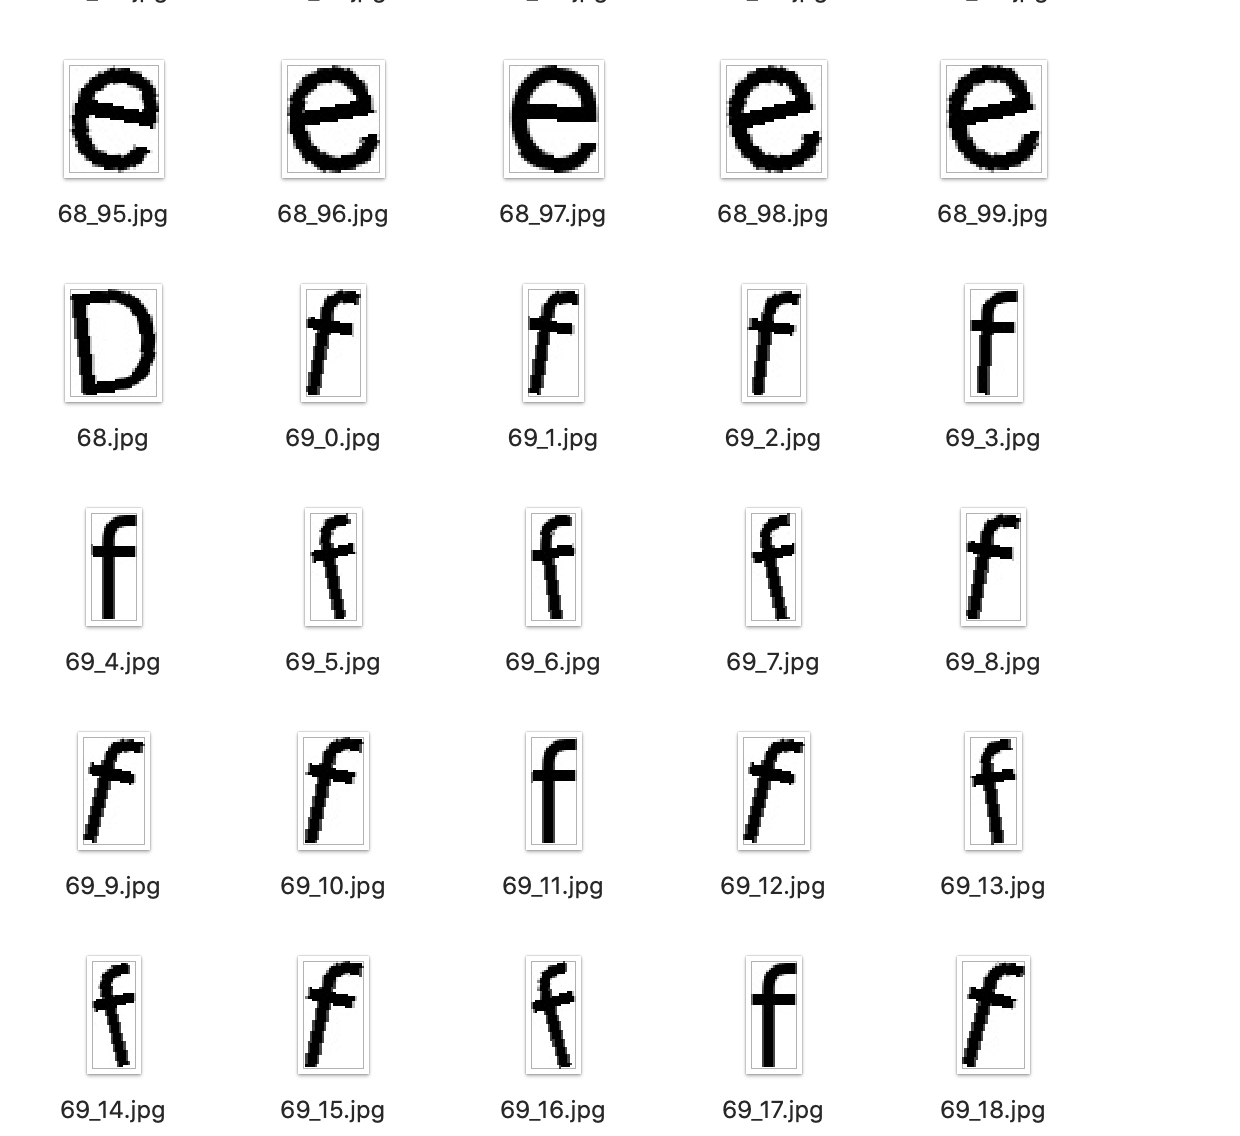 e e e e e
68_95.jpg 68_96.jpg 68_97.jpg 68_98.jpg 68_99.jpg
D f f f f
68.jpg 69_0.jpg 69_1.jpg 69_2.jpg 69_3.jpg
f f f f f
69_4.jpg 69_5.jpg 69_6.jpg 69_7.jpg 69_8.jpg
f f f f f
69_9.jpg 69_10.jpg 69_11.jpg 69_12.jpg 69_13.jpg
f f f f f
69_14.jpg 69_15.jpg 69_16.jpg 69_17.jpg 69_18.jpg